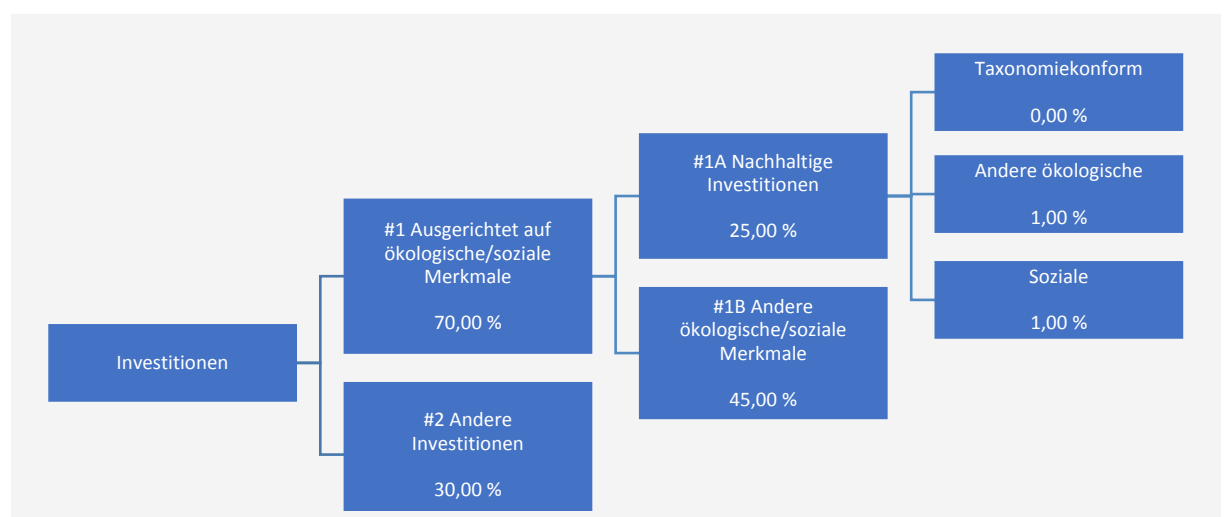 Investitionen
#1 Ausgerichtet auf
ökologische/soziale
Merkmale
70,00 %
#2 Andere
Investitionen
30,00 %
#1A Nachhaltige
Investitionen
25,00 %
#1B Andere
ökologische/soziale
Merkmale
45,00 %
Taxonomiekonform
0,00 %
Andere ökologische
1,00 %
Soziale
1,00 %